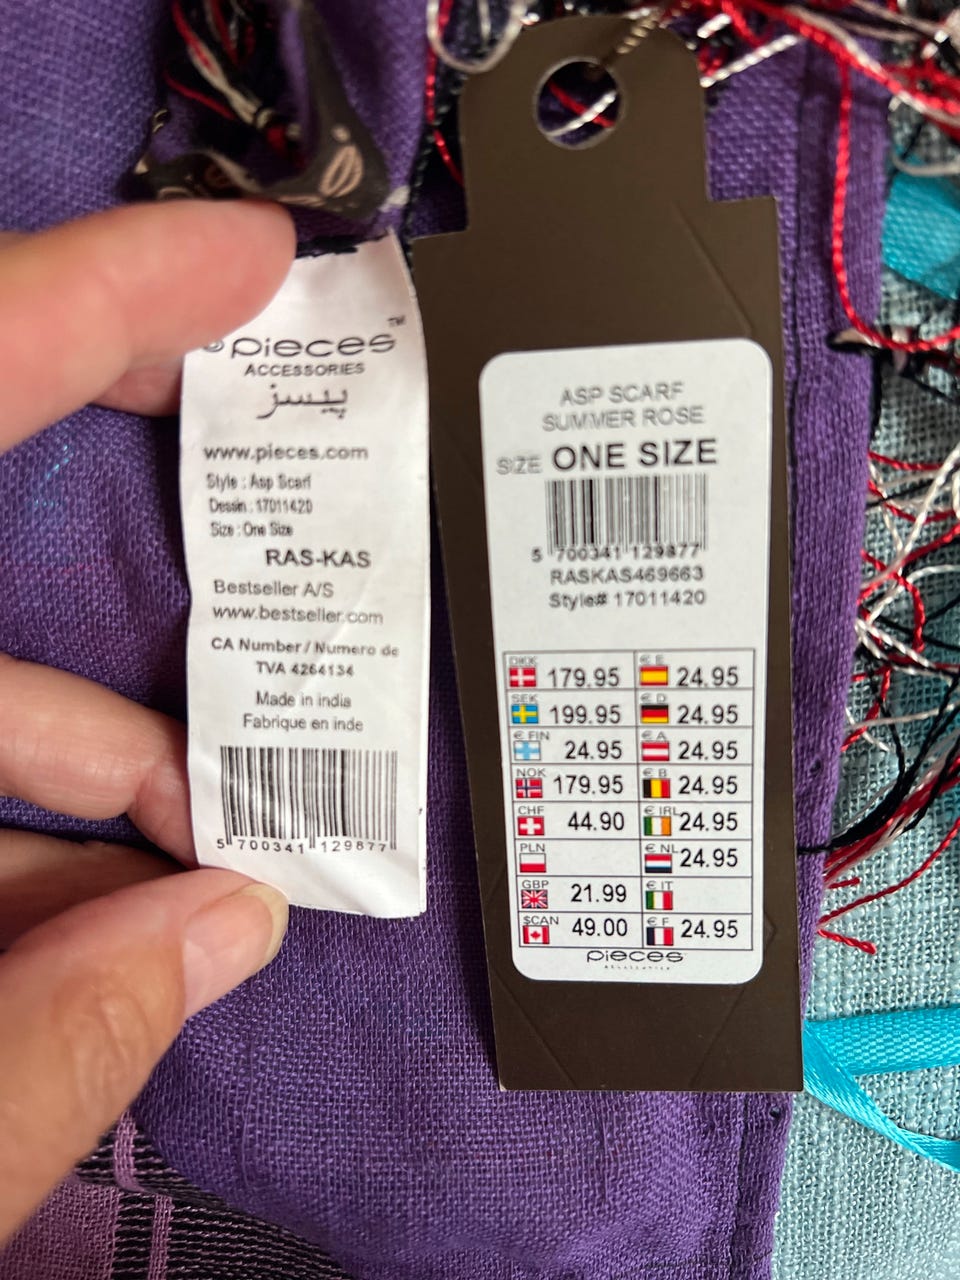 pieces™
ACCESSORIES
پيسز
www.pieces.com
Style : Asp Scarf
Dessin : 17011420
Size : One Size
RAS-KAS
Bestseller A/S
www.bestseller.com
CA Number / Numero de
TVA 4264134
Made in india
Fabrique en inde
5 700341 129877
ASP SCARF
SUMMER ROSE
SIZE ONE SIZE
5 700341 129877
RASKAS469663
Style# 17011420
DKK 179.95 € E 24.95
SEK 199.95 € D 24.95
€ FIN 24.95 € A 24.95
NOK 179.95 € B 24.95
CHF 44.90 € IRL 24.95
PLN € NL 24.95
GBP 21.99 € IT
$CAN 49.00 € F 24.95
pieces
ACCESSORIES